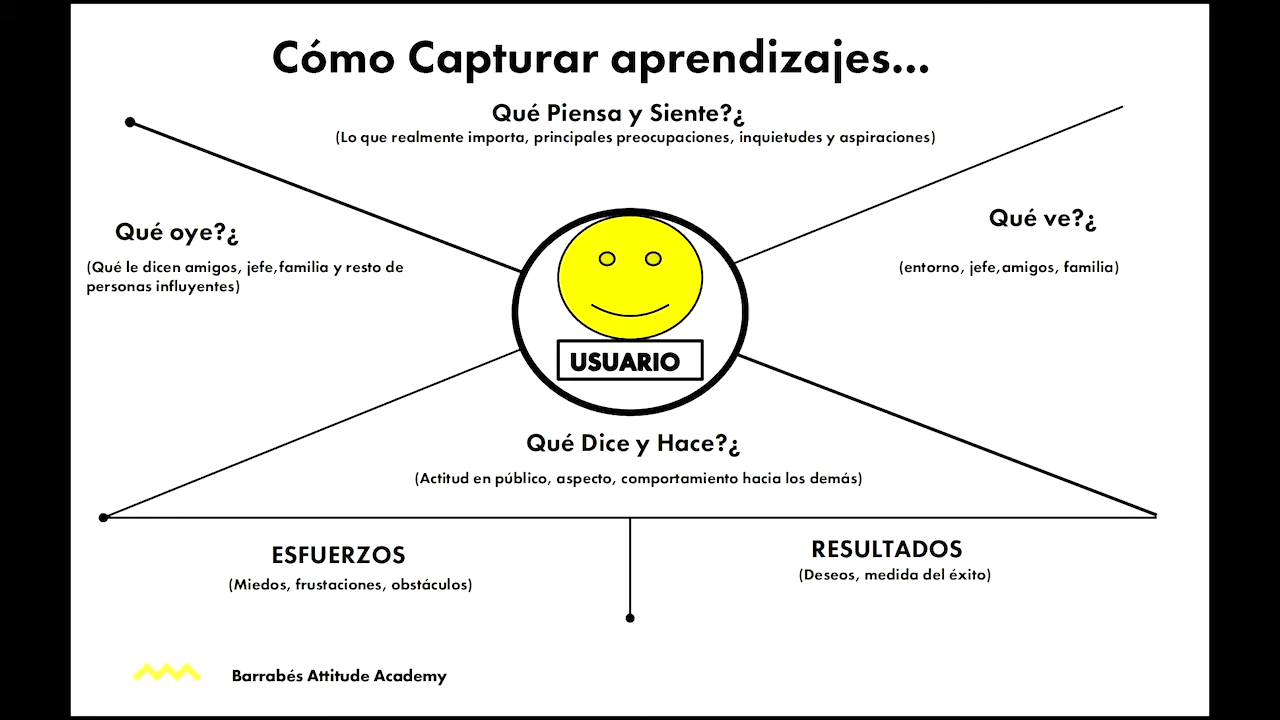 Cómo Capturar aprendizajes...
Qué Piensa y Siente?¿
(Lo que realmente importa, principales preocupaciones, inquietudes y aspiraciones)
Qué oye?¿
(Qué le dicen amigos, jefe,familia y resto de
personas influyentes)
Qué ve?¿
(entorno, jefe,amigos, familia)
USUARIO
Qué Dice y Hace?¿
(Actitud en público, aspecto, comportamiento hacia los demás)
ESFUERZOS
(Miedos, frustaciones, obstáculos)
RESULTADOS
(Deseos, medida del éxito)
Barrabés Attitude Academy